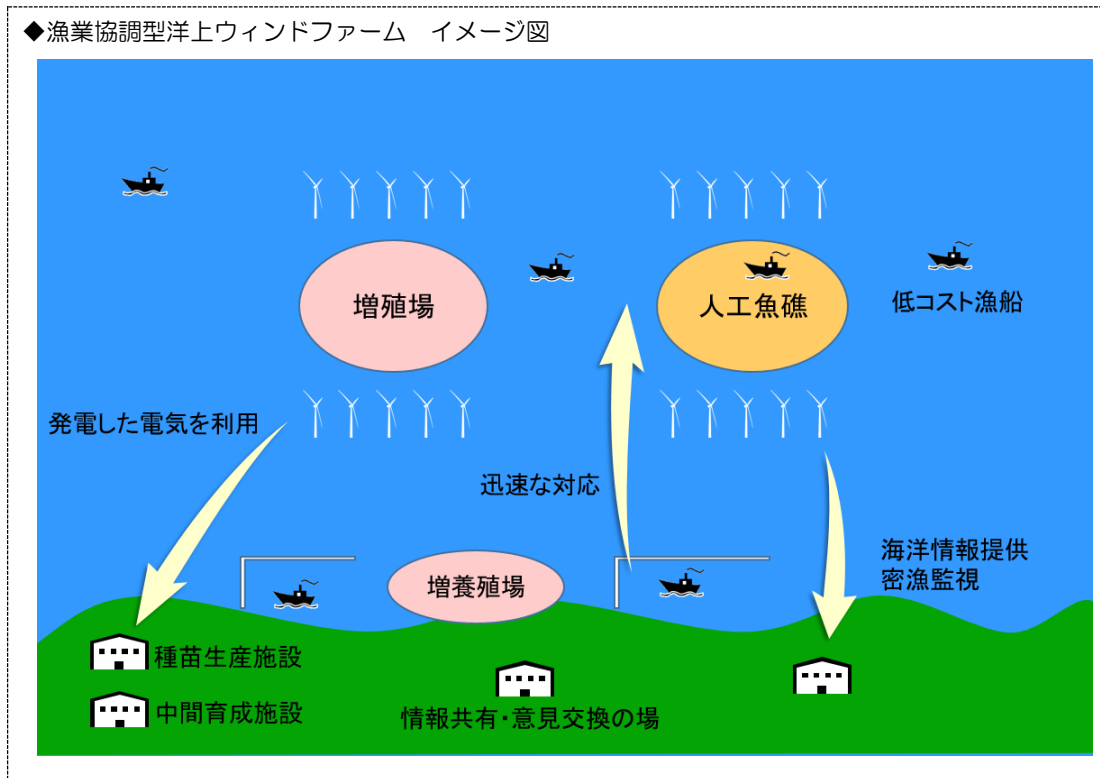 ◆漁業協調型洋上ウィンドファーム　イメージ図
増殖場
人工魚礁
低コスト漁船
発電した電気を利用
迅速な対応
海洋情報提供
密漁監視
増養殖場
種苗生産施設
中間育成施設
情報共有・意見交換の場